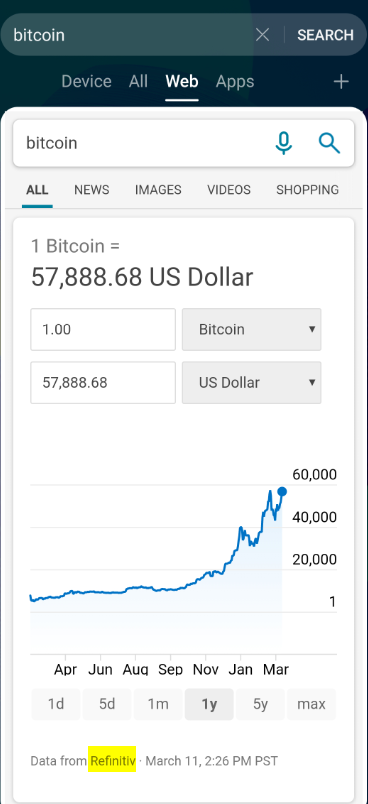 bitcoin SEARCH
Device All Web Apps
bitcoin
ALL NEWS IMAGES VIDEOS SHOPPING
1 Bitcoin =
57,888.68 US Dollar
1.00 Bitcoin
57,888.68 US Dollar
60,000
40,000
20,000
1
Apr Jun Aug Sep Nov Jan Mar
1d 5d 1m 1y 5y max
Data from Refinitiv · March 11, 2:26 PM PST